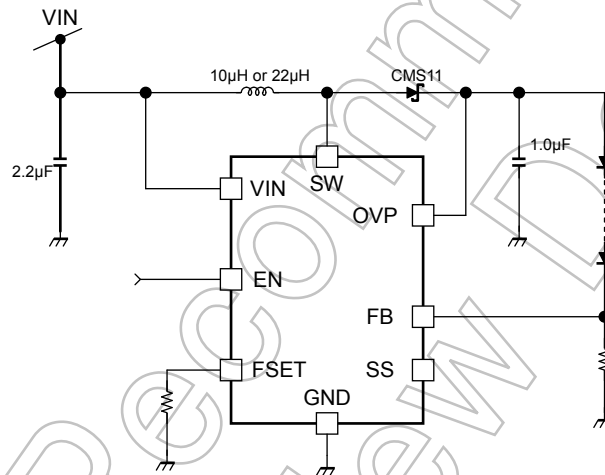 VIN
10μH or 22μH
CMS11
2.2μF
1.0μF
VIN
SW
OVP
EN
FB
FSET
SS
GND